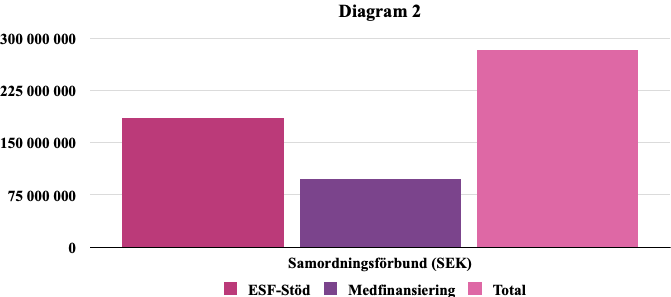 Diagram 2
300 000 000
225 000 000
150 000 000
75 000 000
0
Samordningsförbund (SEK)
ESF-Stöd Medfinansiering Total